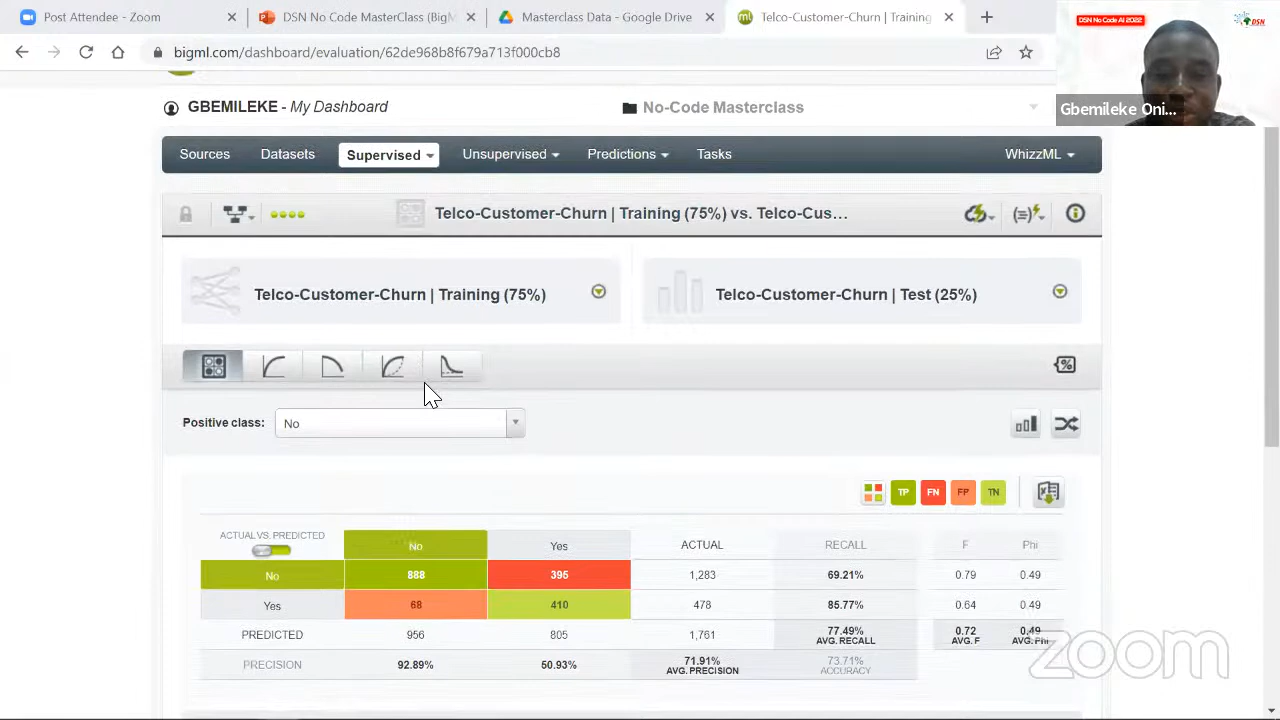 Post Attendee - Zoom
DSN No Code Masterclass BigM
Masterclass Data - Google Drive
Telco-Customer-Churn | Training
DSN No Code AI 2022
DSN
bigml.com/dashboard/evaluation/62de968b8f679a713f000cb8
GBEMILEKE - My Dashboard
No-Code Masterclass
Gbemileke Oni...
Sources Datasets Supervised Unsupervised Predictions Tasks WhizzML
Telco-Customer-Churn | Training (75%) vs. Telco-Cus...
Telco-Customer-Churn | Training (75%)
Telco-Customer-Churn | Test (25%)
Positive class: No
TP FN FP TN
ACTUAL VS. PREDICTED No Yes ACTUAL RECALL F Phi
No 888 395 1,283 69.21% 0.79 0.49
Yes 68 410 478 85.77% 0.64 0.49
PREDICTED 956 805 1,761 77.49% AVG. RECALL 0.72 AVG. F 0.49 AVG. Phi
PRECISION 92.89% 50.93% 71.91% AVG. PRECISION 73.71% ACCURACY
zoom